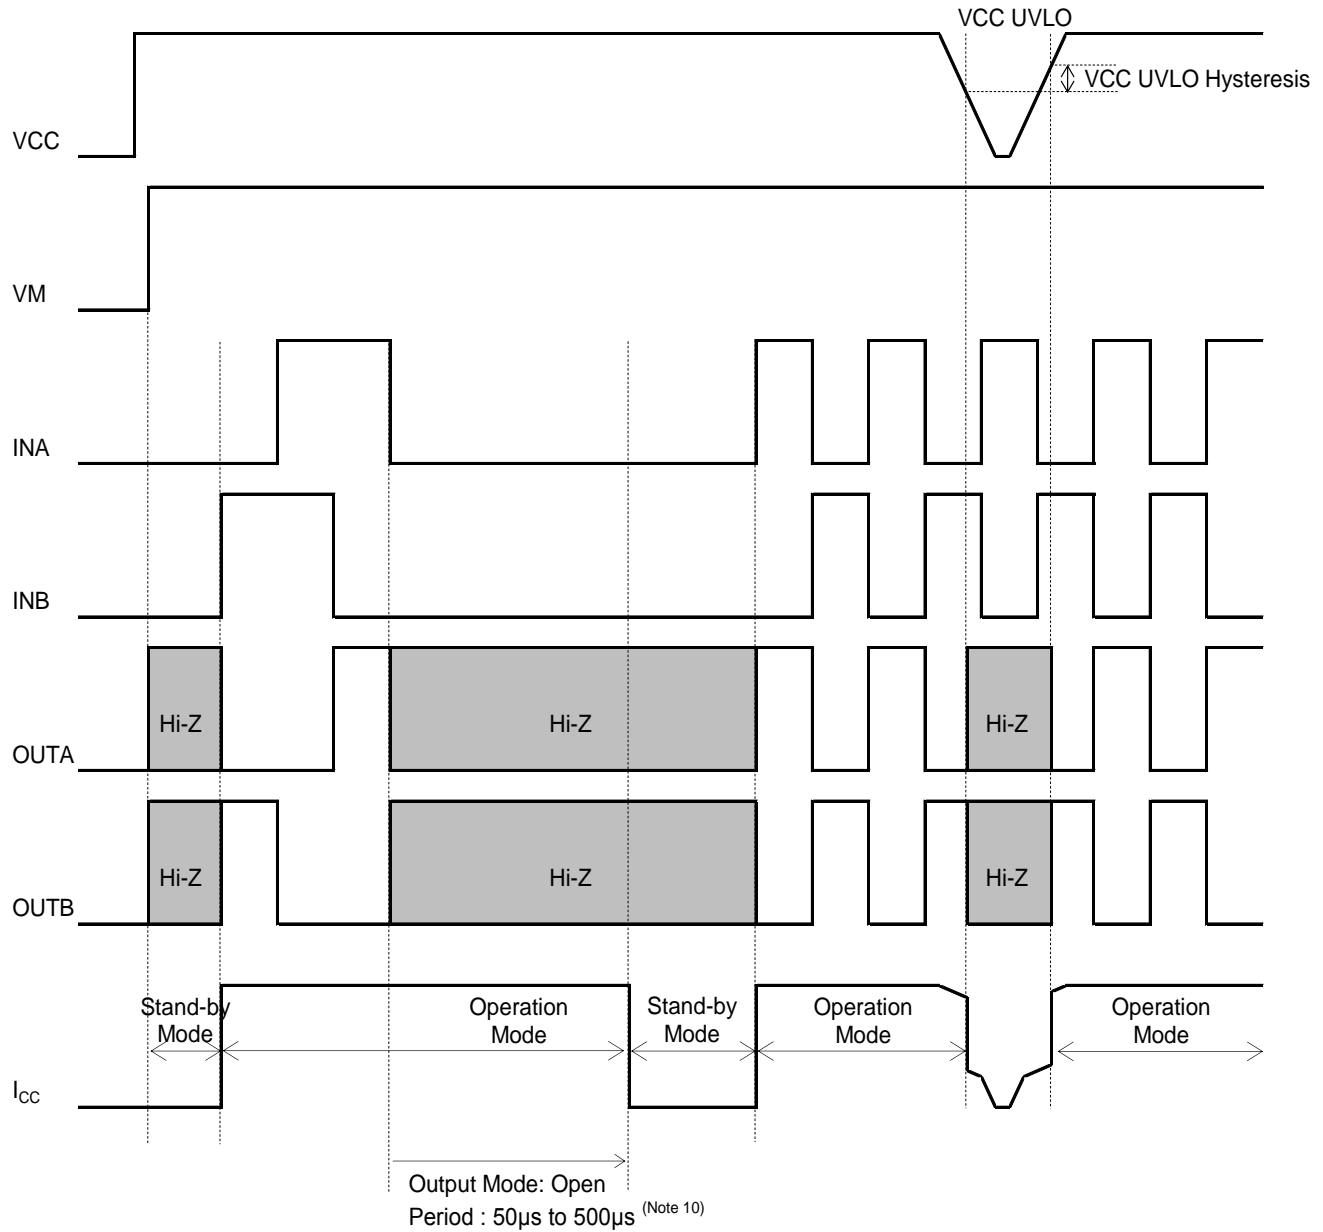 VCC UVLO
VCC UVLO Hysteresis
VCC
VM
INA
INB
Hi-Z
Hi-Z
Hi-Z
OUTA
Hi-Z
Hi-Z
Hi-Z
OUTB
Stand-by
Mode
Operation
Mode
Stand-by
Mode
Operation
Mode
Operation
Mode
ICC
Output Mode: Open
Period : 50µs to 500µs (Note 10)